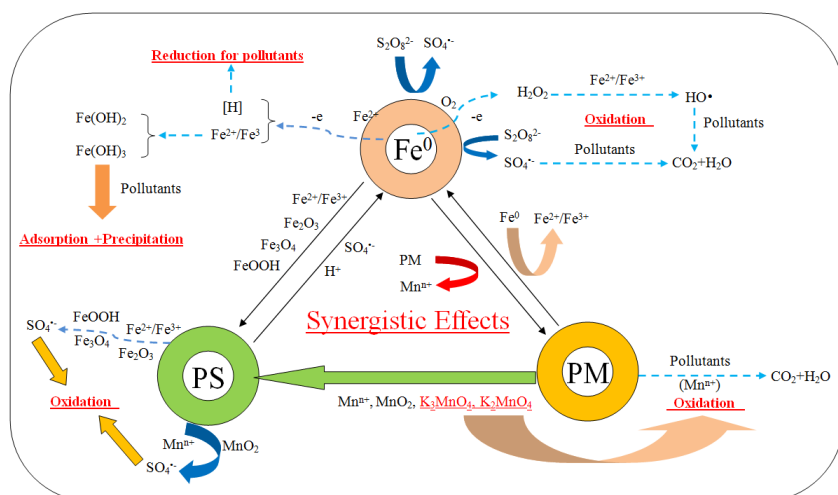 S₂O₈²⁻ SO₄•⁻
Reduction for pollutants
[H]
Fe²⁺/Fe³
-e
Fe²⁺
O₂
H₂O₂
Fe²⁺/Fe³⁺
HO•
Fe(OH)₂
Fe(OH)₃
Fe⁰
-e
S₂O₈²⁻
Oxidation
Pollutants
SO₄•⁻
Pollutants
CO₂+H₂O
Pollutants
Adsorption +Precipitation
Fe²⁺/Fe³⁺
Fe₂O₃
Fe₃O₄
FeOOH
SO₄•⁻
H⁺
PM
Mnⁿ⁺
Fe⁰
Fe²⁺/Fe³⁺
Synergistic Effects
SO₄•⁻
FeOOH
Fe²⁺/Fe³⁺
Fe₃O₄
Fe₂O₃
PS
PM
Pollutants
(Mnⁿ⁺)
CO₂+H₂O
Oxidation
Oxidation
Mnⁿ⁺, MnO₂, K₃MnO₄, K₂MnO₄
Mnⁿ⁺
MnO₂
SO₄•⁻